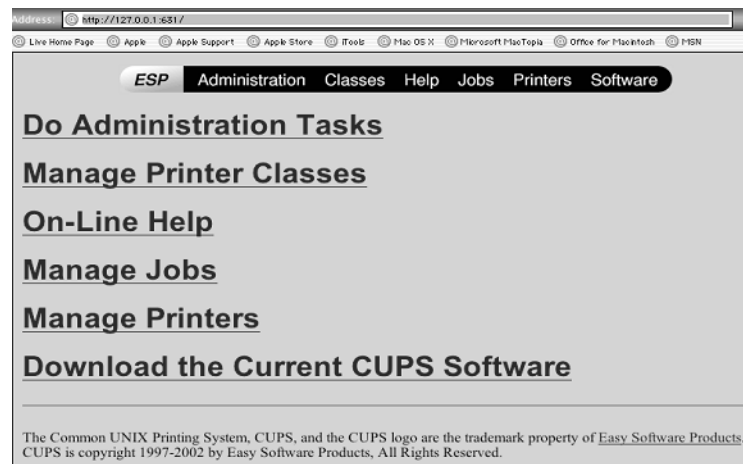 Address: http://127.0.0.1:631/
Live Home Page Apple Apple Support Apple Store iTools Mac OS X Microsoft MacTopia Office for Macintosh MSN
ESP Administration Classes Help Jobs Printers Software
Do Administration Tasks
Manage Printer Classes
On-Line Help
Manage Jobs
Manage Printers
Download the Current CUPS Software
The Common UNIX Printing System, CUPS, and the CUPS logo are the trademark property of Easy Software Products.
CUPS is copyright 1997-2002 by Easy Software Products, All Rights Reserved.